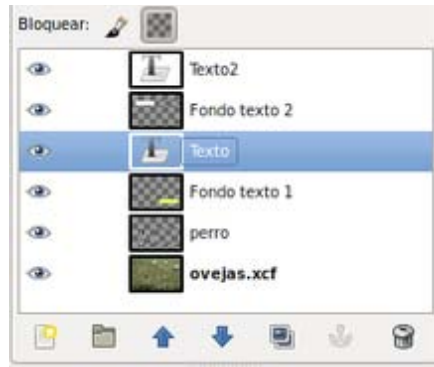 Bloquear:
Texto2
Fondo texto 2
Texto
Fondo texto 1
perro
ovejas.xcf